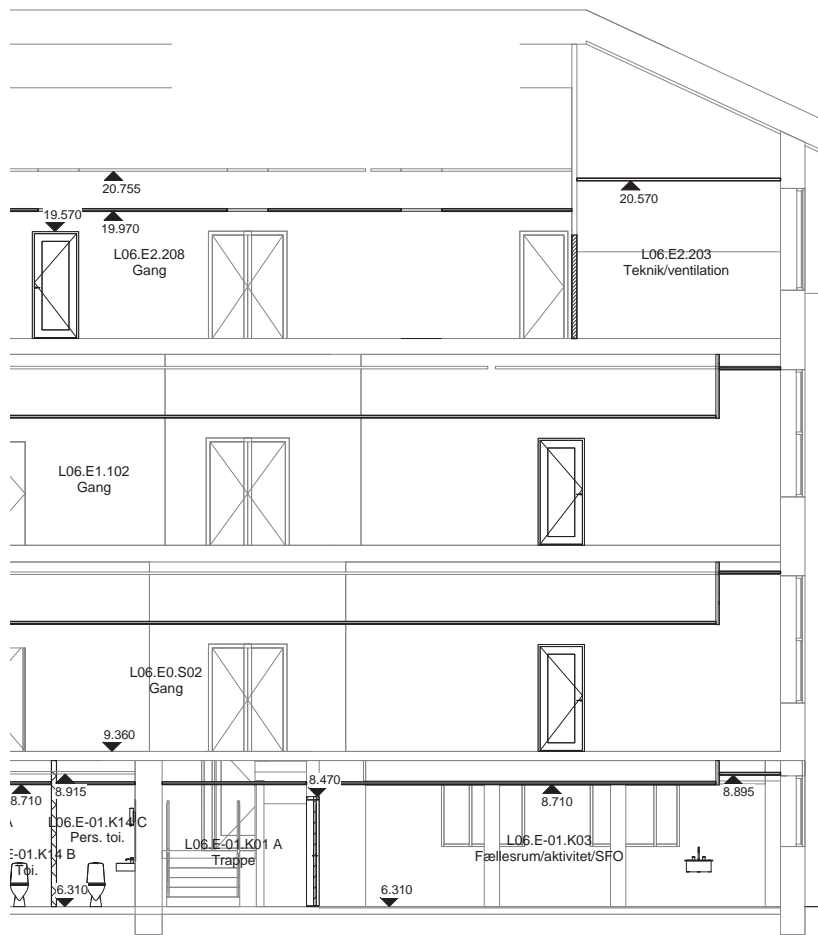 20.755
20.570
19.570
19.970
L06.E2.208
Gang
L06.E2.203
Teknik/ventilation
L06.E1.102
Gang
L06.E0.S02
Gang
9.360
8.470
8.710
8.915
8.710
8.895
L06.E-01.K14 C
Pers. toi.
A
L06.E-01.K01 A
Trappe
L06.E-01.K03
Fællesrum/aktivitet/SFO
E-01.K14 B
Toi.
6.310
6.310